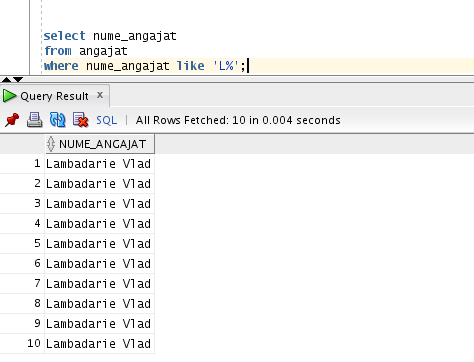 select nume_angajat
from angajat
where nume_angajat like 'L%';
Query Result x
SQL | All Rows Fetched: 10 in 0.004 seconds
NUME_ANGAJAT
1 Lambadarie Vlad
2 Lambadarie Vlad
3 Lambadarie Vlad
4 Lambadarie Vlad
5 Lambadarie Vlad
6 Lambadarie Vlad
7 Lambadarie Vlad
8 Lambadarie Vlad
9 Lambadarie Vlad
10 Lambadarie Vlad